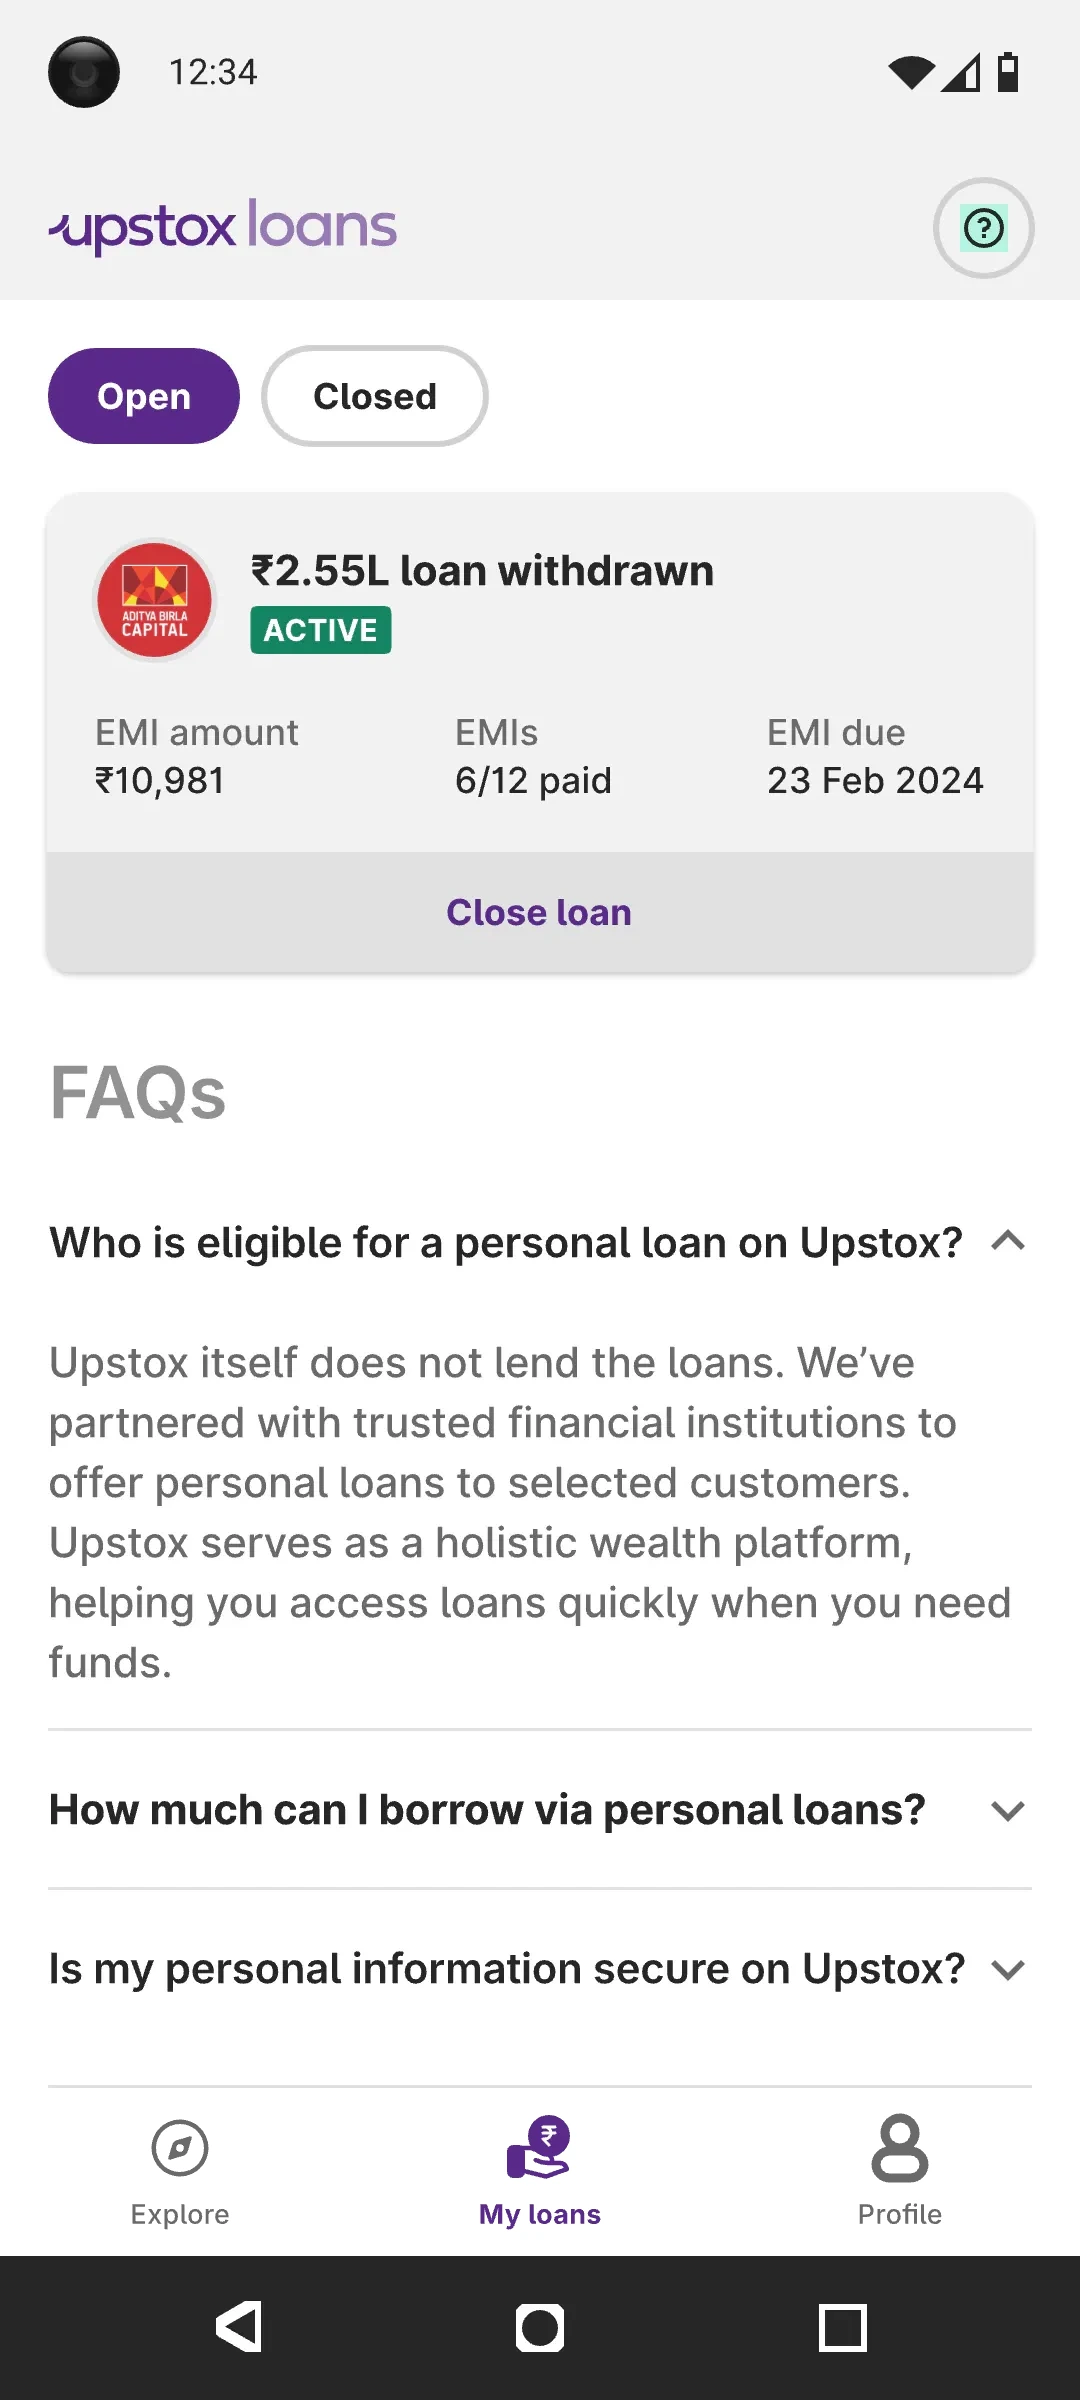 12:34
upstox loans
Open
Closed
₹2.55L loan withdrawn
ADITYA BIRLA
CAPITAL
ACTIVE
EMI amount
₹10,981
EMIs
6/12 paid
EMI due
23 Feb 2024
Close loan
FAQs
Who is eligible for a personal loan on Upstox?
Upstox itself does not lend the loans. We’ve
partnered with trusted financial institutions to
offer personal loans to selected customers.
Upstox serves as a holistic wealth platform,
helping you access loans quickly when you need
funds.
How much can I borrow via personal loans?
Is my personal information secure on Upstox?
Explore
My loans
Profile